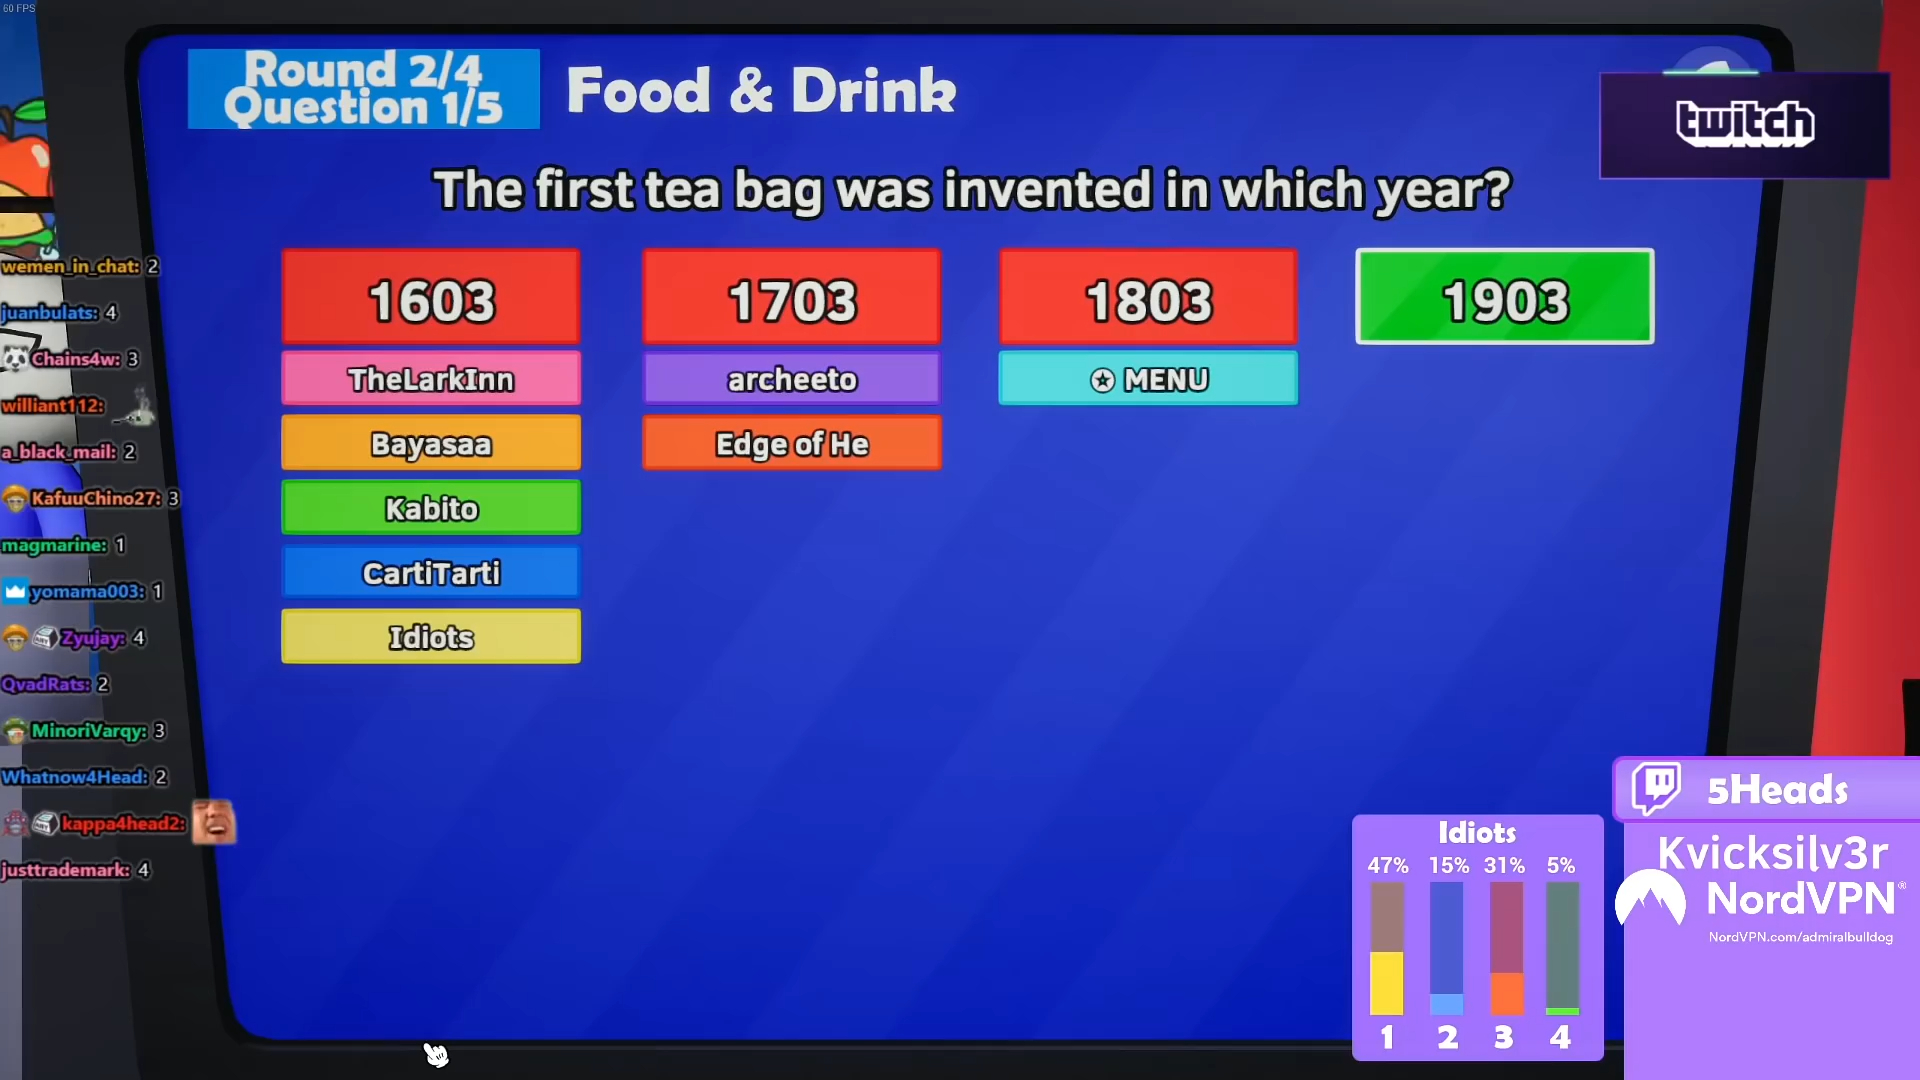 60 FPS
Round 2/4
Question 1/5
Food & Drink
twitch
The first tea bag was invented in which year?
1603
1703
1803
1903
TheLarkInn
archeeto
MENU
Bayasaa
Edge of He
Kabito
CartiTarti
Idiots
wemen_in_chat: 2
juanbulats: 4
Chains4w: 3
williant112:
a_black_mail: 2
KafuuChino27: 3
magmarine: 1
yomama003: 1
Zyujay: 4
QvadRats: 2
MinoriVarqy: 3
Whatnow4Head: 2
kappa4head2:
justtrademark: 4
Idiots
47% 15% 31% 5%
1 2 3 4
5Heads
Kvicksilv3r
NordVPN®
NordVPN.com/admiralbulldog